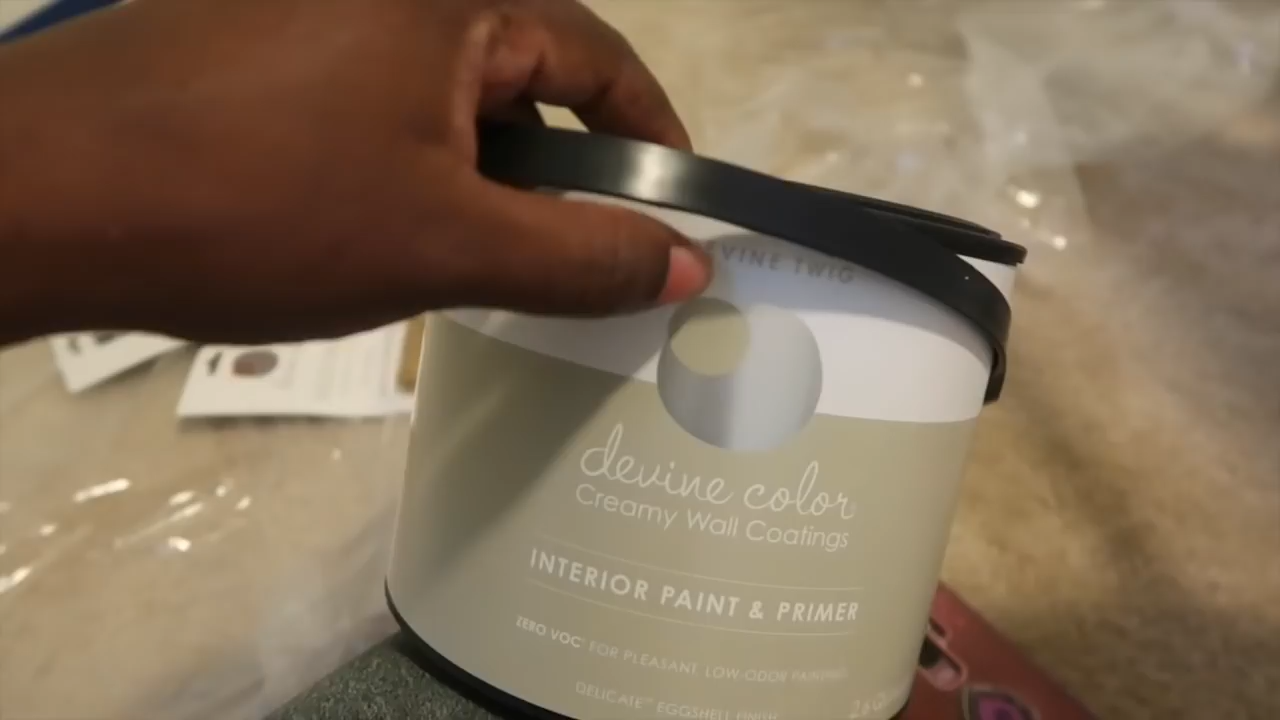 VINE TWIG
devine color
Creamy Wall Coatings
INTERIOR PAINT & PRIMER
ZERO VOC* FOR PLEASANT, LOW-ODOR PAINTING
DELICATE™ EGGSHELL FINISH